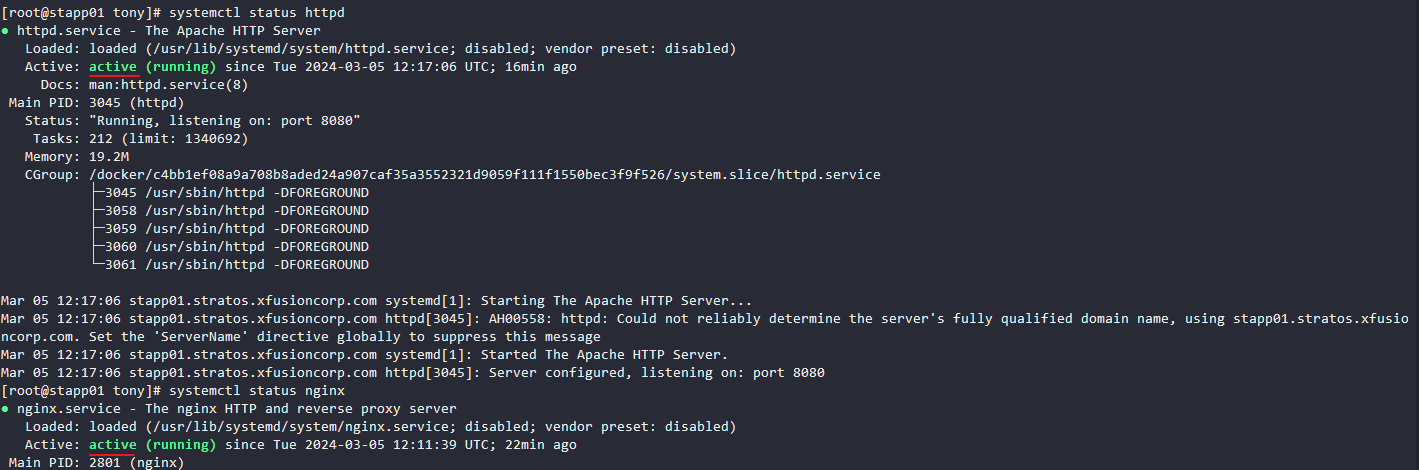 [root@stapp01 tony]# systemctl status httpd
● httpd.service - The Apache HTTP Server
   Loaded: loaded (/usr/lib/systemd/system/httpd.service; disabled; vendor preset: disabled)
   Active: active (running) since Tue 2024-03-05 12:17:06 UTC; 16min ago
     Docs: man:httpd.service(8)
 Main PID: 3045 (httpd)
   Status: "Running, listening on: port 8080"
    Tasks: 212 (limit: 1340692)
   Memory: 19.2M
   CGroup: /docker/c4bb1ef08a9a708b8aded24a907caf35a3552321d9059f111f1550bec3f9f526/system.slice/httpd.service
           ├─3045 /usr/sbin/httpd -DFOREGROUND
           ├─3058 /usr/sbin/httpd -DFOREGROUND
           ├─3059 /usr/sbin/httpd -DFOREGROUND
           ├─3060 /usr/sbin/httpd -DFOREGROUND
           └─3061 /usr/sbin/httpd -DFOREGROUND

Mar 05 12:17:06 stapp01.stratos.xfusioncorp.com systemd[1]: Starting The Apache HTTP Server...
Mar 05 12:17:06 stapp01.stratos.xfusioncorp.com httpd[3045]: AH00558: httpd: Could not reliably determine the server's fully qualified domain name, using stapp01.stratos.xfusio
ncorp.com. Set the 'ServerName' directive globally to suppress this message
Mar 05 12:17:06 stapp01.stratos.xfusioncorp.com systemd[1]: Started The Apache HTTP Server.
Mar 05 12:17:06 stapp01.stratos.xfusioncorp.com httpd[3045]: Server configured, listening on: port 8080
[root@stapp01 tony]# systemctl status nginx
● nginx.service - The nginx HTTP and reverse proxy server
   Loaded: loaded (/usr/lib/systemd/system/nginx.service; disabled; vendor preset: disabled)
   Active: active (running) since Tue 2024-03-05 12:11:39 UTC; 22min ago
 Main PID: 2801 (nginx)